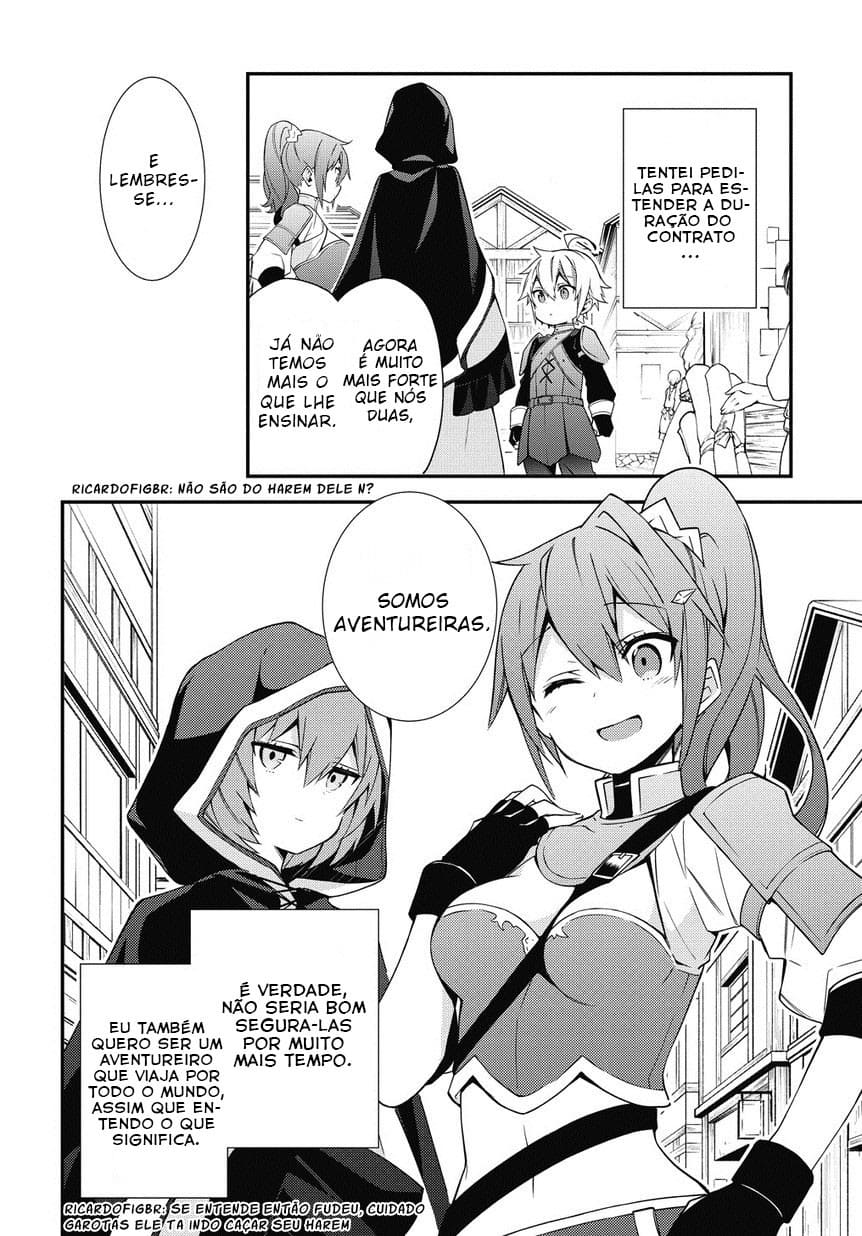 TENTEI PEDI-
LAS PARA ES-
TENDER A DU-
RAÇÃO DO
CONTRATO
...
AGORA
É MUITO
MAIS FORTE
QUE NÓS
DUAS,
JÁ NÃO
TEMOS
MAIS O
QUE LHE
ENSINAR.
E
LEMBRES-
SE...
RICARDOFIGBR: NÃO SÃO DO HAREM DELE N?
SOMOS
AVENTUREIRAS.
É VERDADE,
NÃO SERIA BOM
SEGURA-LAS
POR MUITO
MAIS TEMPO.
EU TAMBÉM
QUERO SER UM
AVENTUREIRO
QUE VIAJA POR
TODO O MUNDO,
ASSIM QUE EN-
TENDO O QUE
SIGNIFICA.
RICARDOFIGBR: SE ENTENDE ENTÃO FUDEU, CUIDADO
GAROTAS ELE TA INDO CAÇAR SEU HAREM